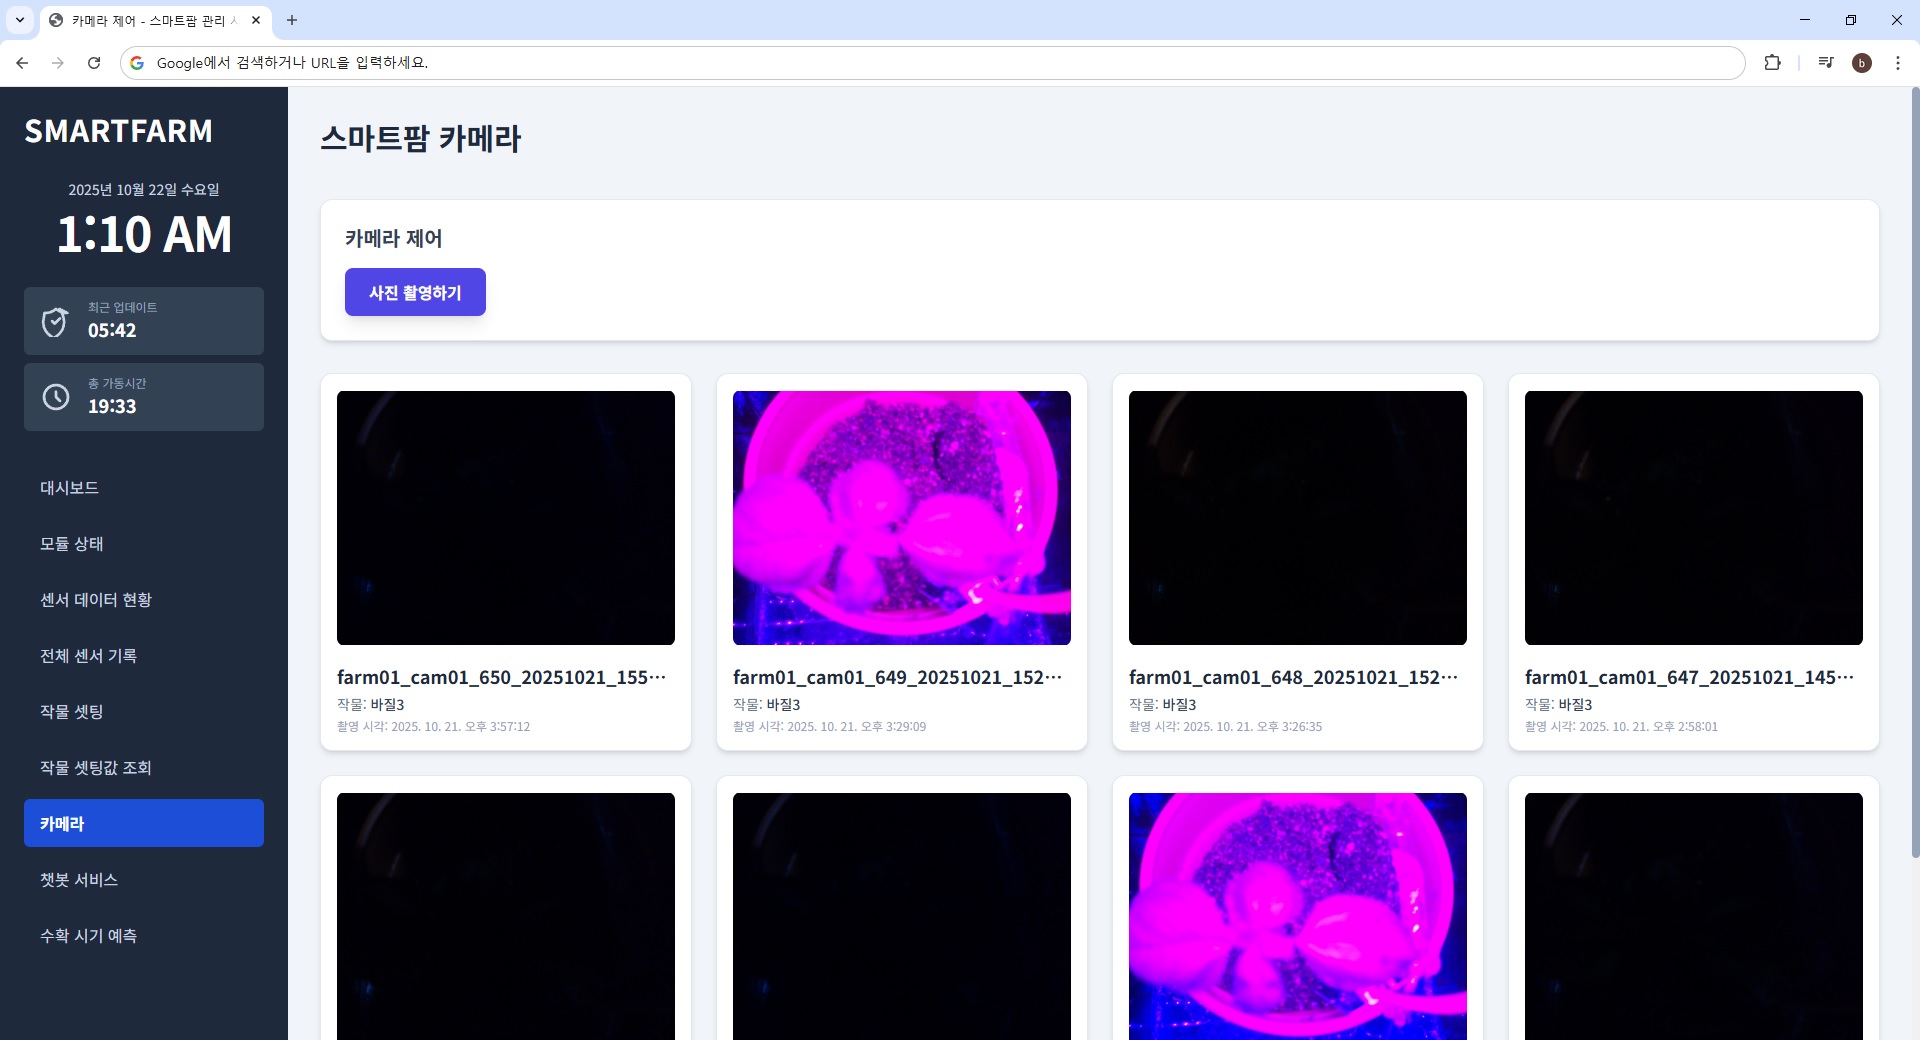 카메라 제어 - 스마트팜 관리
Google에서 검색하거나 URL을 입력하세요.
b
SMARTFARM
2025년 10월 22일 수요일
1:10 AM
최근 업데이트
05:42
총 가동시간
19:33
대시보드
모듈 상태
센서 데이터 현황
전체 센서 기록
작물 셋팅
작물 셋팅값 조회
카메라
챗봇 서비스
수확 시기 예측
스마트팜 카메라
카메라 제어
사진 촬영하기
farm01_cam01_650_20251021_155…
작물: 바질3
촬영 시각: 2025. 10. 21. 오후 3:57:12
farm01_cam01_649_20251021_152…
작물: 바질3
촬영 시각: 2025. 10. 21. 오후 3:29:09
farm01_cam01_648_20251021_152…
작물: 바질3
촬영 시각: 2025. 10. 21. 오후 3:26:35
farm01_cam01_647_20251021_145…
작물: 바질3
촬영 시각: 2025. 10. 21. 오후 2:58:01